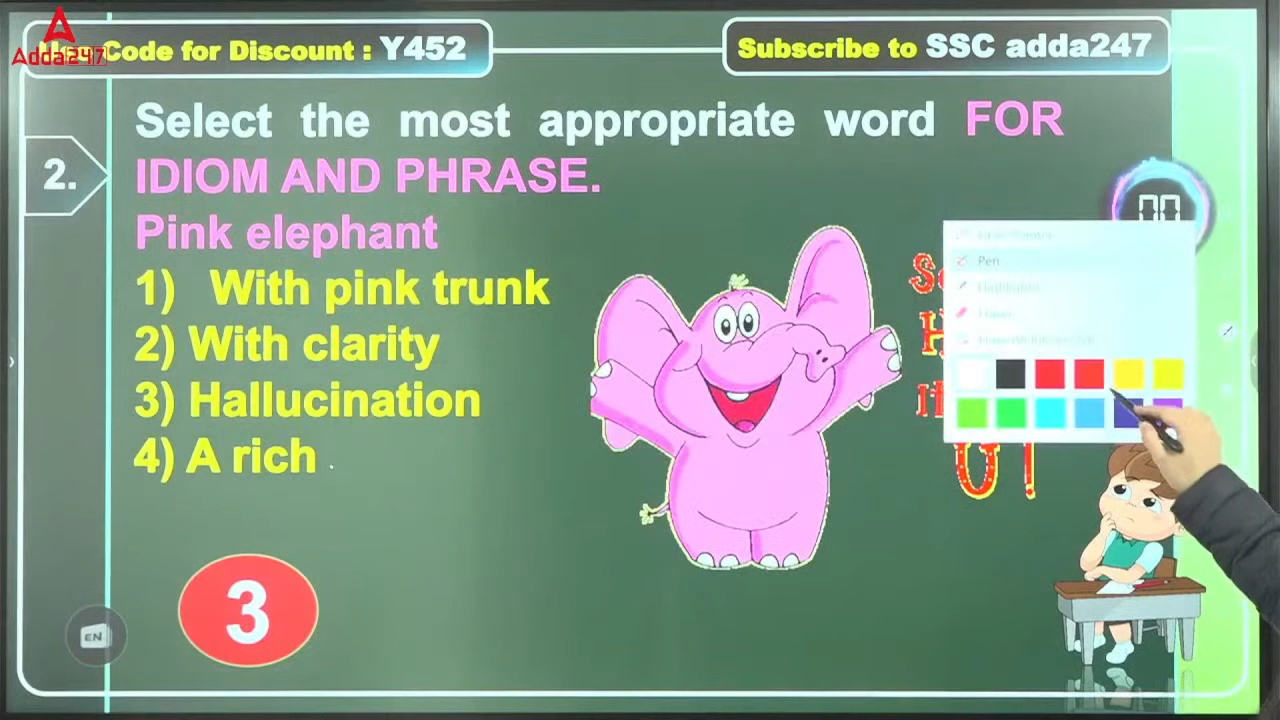 Adda247
Code for Discount : Y452
Subscribe to SSC adda247
2.
Select the most appropriate word FOR
IDIOM AND PHRASE.
Pink elephant
1) With pink trunk
2) With clarity
3) Hallucination
4) A rich
00
Pen
U!
3
EN